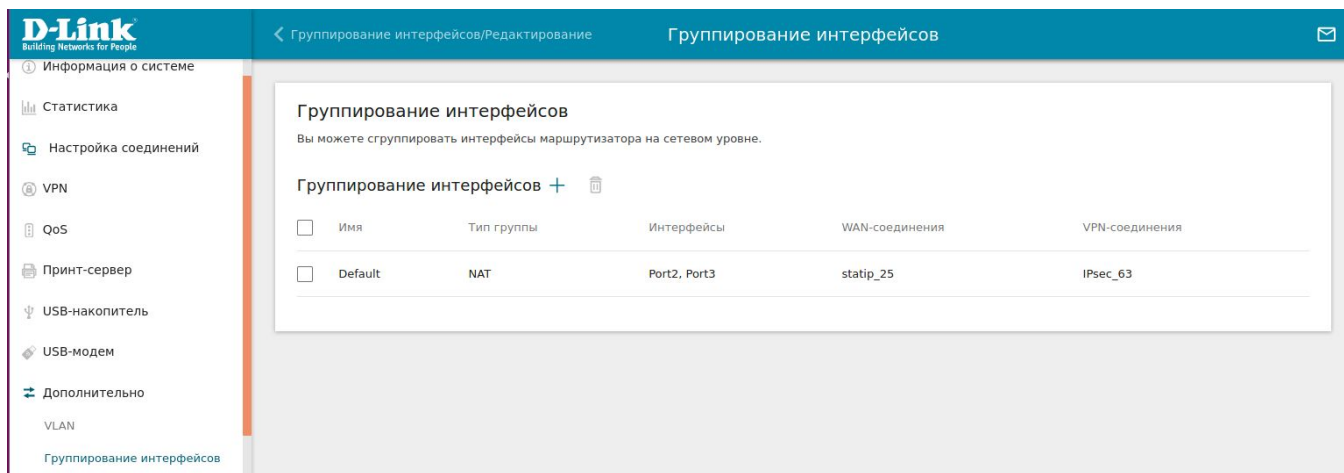 D-Link
Building Networks for People
Группирование интерфейсов/Редактирование
Группирование интерфейсов
Информация о системе
Статистика
Настройка соединений
VPN
QoS
Принт-сервер
USB-накопитель
USB-модем
Дополнительно
VLAN
Группирование интерфейсов
Группирование интерфейсов
Вы можете сгруппировать интерфейсы маршрутизатора на сетевом уровне.
Группирование интерфейсов
Имя Тип группы Интерфейсы WAN-соединения VPN-соединения
Default NAT Port2, Port3 statip_25 IPsec_63